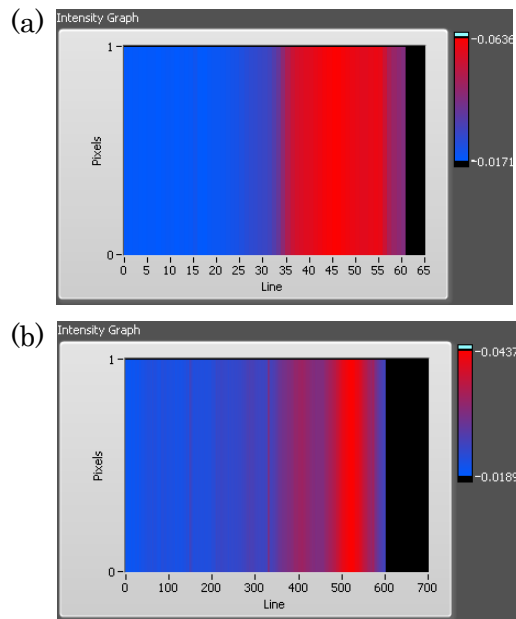 (a)
Intensity Graph
1
Pixels
0
0 5 10 15 20 25 30 35 40 45 50 55 60 65
Line
-0.0636
-0.0171
(b)
Intensity Graph
1
Pixels
0
0 100 200 300 400 500 600 700
Line
-0.0437
-0.0189